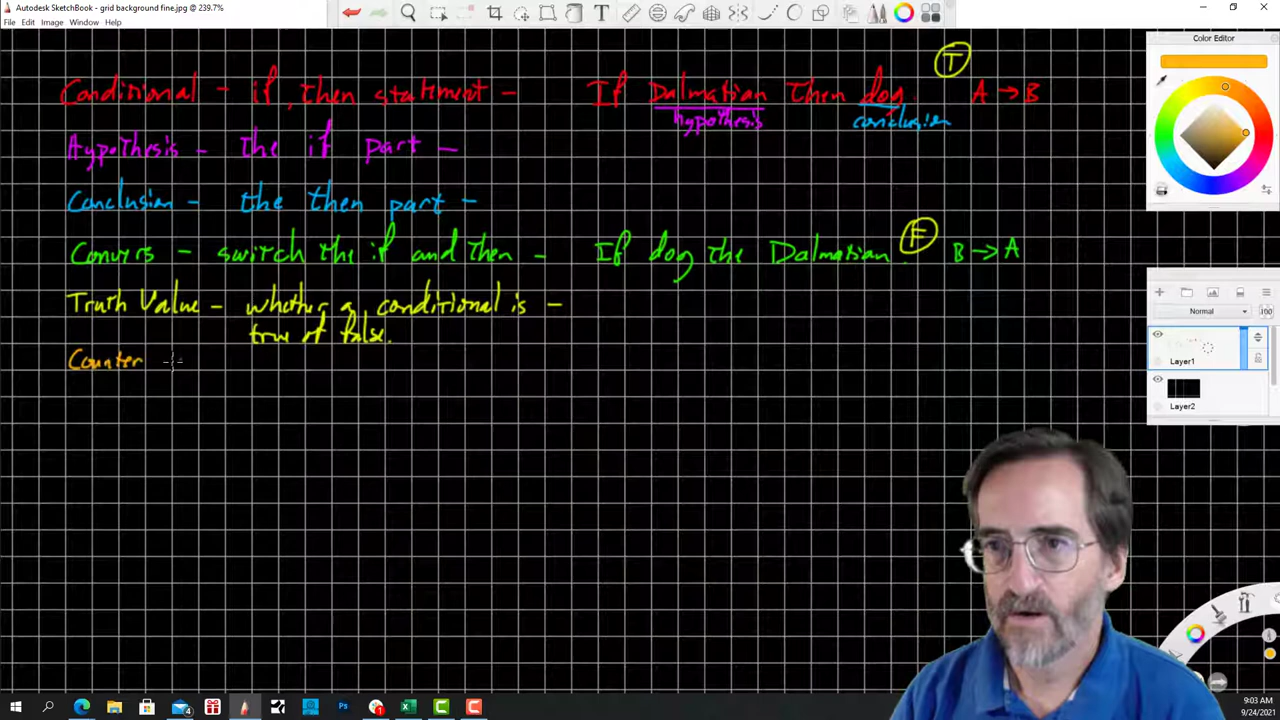 Autodesk SketchBook - grid background fine.jpg @ 239.7%
File Edit Image Window Help
Color Editor
Conditional - if, then statement - If Dalmatian Then dog. T A → B
hypothesis conclusion
Hypothesis - the if part -
Conclusion - the then part -
Convers - switch the if and then - If dog the Dalmatian. F B → A
Truth Value - whether a conditional is -
true of false.
Counter
Normal 100
Layer1
Layer2
9:03 AM
9/24/2021